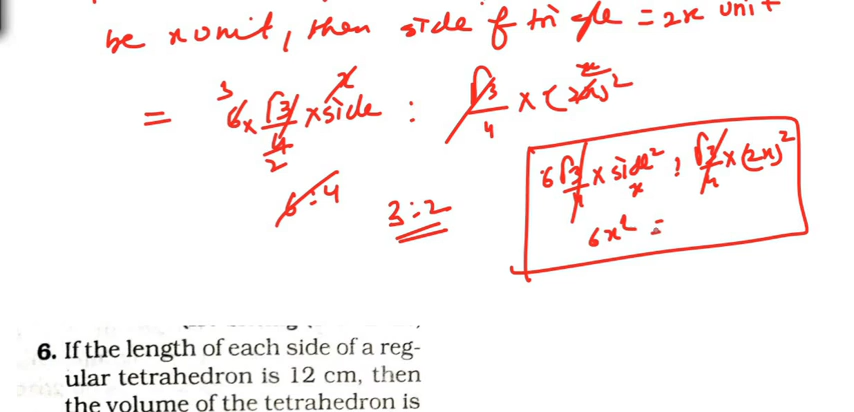 be x unit, then side of triangle = 2x unit
= 3 6 x √3/4 x side x : √3/4 x (2x)²
2
6:4 3:2
6√3/4 x side² : √3/4 x (2x)²
x
6x² =
6. If the length of each side of a reg-
ular tetrahedron is 12 cm, then
the volume of the tetrahedron is